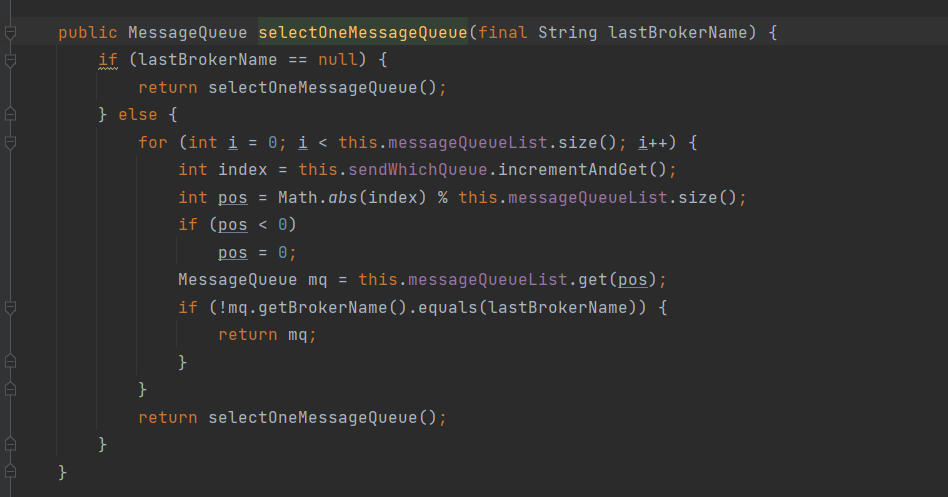 public MessageQueue selectOneMessageQueue(final String lastBrokerName) {
if (lastBrokerName == null) {
return selectOneMessageQueue();
} else {
for (int i = 0; i < this.messageQueueList.size(); i++) {
int index = this.sendWhichQueue.incrementAndGet();
int pos = Math.abs(index) % this.messageQueueList.size();
if (pos < 0)
pos = 0;
MessageQueue mq = this.messageQueueList.get(pos);
if (!mq.getBrokerName().equals(lastBrokerName)) {
return mq;
}
}
return selectOneMessageQueue();
}
}